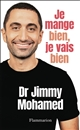 Je mange
bien,
je vais
bien
Dr Jimmy
Mohamed
Flammarion